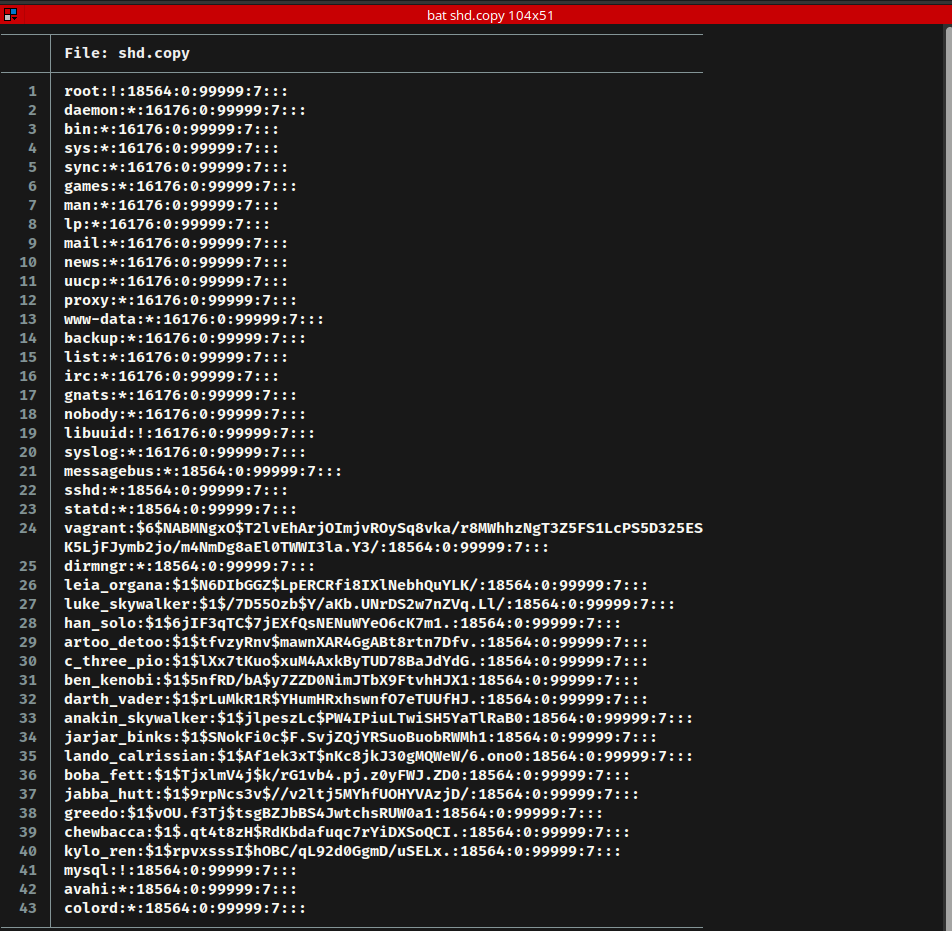 bat shd.copy 104x51
File: shd.copy
1 root:!:18564:0:99999:7:::
2 daemon:*:16176:0:99999:7:::
3 bin:*:16176:0:99999:7:::
4 sys:*:16176:0:99999:7:::
5 sync:*:16176:0:99999:7:::
6 games:*:16176:0:99999:7:::
7 man:*:16176:0:99999:7:::
8 lp:*:16176:0:99999:7:::
9 mail:*:16176:0:99999:7:::
10 news:*:16176:0:99999:7:::
11 uucp:*:16176:0:99999:7:::
12 proxy:*:16176:0:99999:7:::
13 www-data:*:16176:0:99999:7:::
14 backup:*:16176:0:99999:7:::
15 list:*:16176:0:99999:7:::
16 irc:*:16176:0:99999:7:::
17 gnats:*:16176:0:99999:7:::
18 nobody:*:16176:0:99999:7:::
19 libuuid:!:16176:0:99999:7:::
20 syslog:*:16176:0:99999:7:::
21 messagebus:*:18564:0:99999:7:::
22 sshd:*:18564:0:99999:7:::
23 statd:*:18564:0:99999:7:::
24 vagrant:$6$NABMNgxO$T2lvEhArjOImjvROySq8vka/r8MWhhzNgT3Z5FS1LcPS5D325ES
K5LjFJymb2jo/m4NmDg8aEl0TWWI3la.Y3/:18564:0:99999:7:::
25 dirmngr:*:18564:0:99999:7:::
26 leia_organa:$1$N6DIbGGZ$LpERCRfi8IXlNebhQuYLK/:18564:0:99999:7:::
27 luke_skywalker:$1$/7D55Ozb$Y/aKb.UNrDS2w7nZVq.Ll/:18564:0:99999:7:::
28 han_solo:$1$6jIF3qTC$7jEXfQsNENuWYeO6cK7m1.:18564:0:99999:7:::
29 artoo_detoo:$1$tfvzyRnv$mawnXAR4GgABt8rtn7Dfv.:18564:0:99999:7:::
30 c_three_pio:$1$lXx7tKuo$xuM4AxkByTUD78BaJdYdG.:18564:0:99999:7:::
31 ben_kenobi:$1$5nfRD/bA$y7ZZD0NimJTbX9FtvhHJX1:18564:0:99999:7:::
32 darth_vader:$1$rLuMkR1R$YHumHRxhswnfO7eTUUfHJ.:18564:0:99999:7:::
33 anakin_skywalker:$1$jlpeszLc$PW4IPiuLTwiSH5YaTlRaB0:18564:0:99999:7:::
34 jarjar_binks:$1$SNokFi0c$F.SvjZQjYRSuoBuobRWMh1:18564:0:99999:7:::
35 lando_calrissian:$1$Af1ek3xT$nKc8jkJ30gMQWeW/6.ono0:18564:0:99999:7:::
36 boba_fett:$1$TjxlmV4j$k/rG1vb4.pj.z0yFWJ.ZD0:18564:0:99999:7:::
37 jabba_hutt:$1$9rpNcs3v$//v2ltj5MYhfUOHYVAzjD/:18564:0:99999:7:::
38 greedo:$1$vOU.f3Tj$tsgBZJbBS4JwtchsRUW0a1:18564:0:99999:7:::
39 chewbacca:$1$.qt4t8zH$RdKbdafuqc7rYiDXSoQCI.:18564:0:99999:7:::
40 kylo_ren:$1$rpvxsssI$hOBC/qL92d0GgmD/uSELx.:18564:0:99999:7:::
41 mysql:!:18564:0:99999:7:::
42 avahi:*:18564:0:99999:7:::
43 colord:*:18564:0:99999:7:::